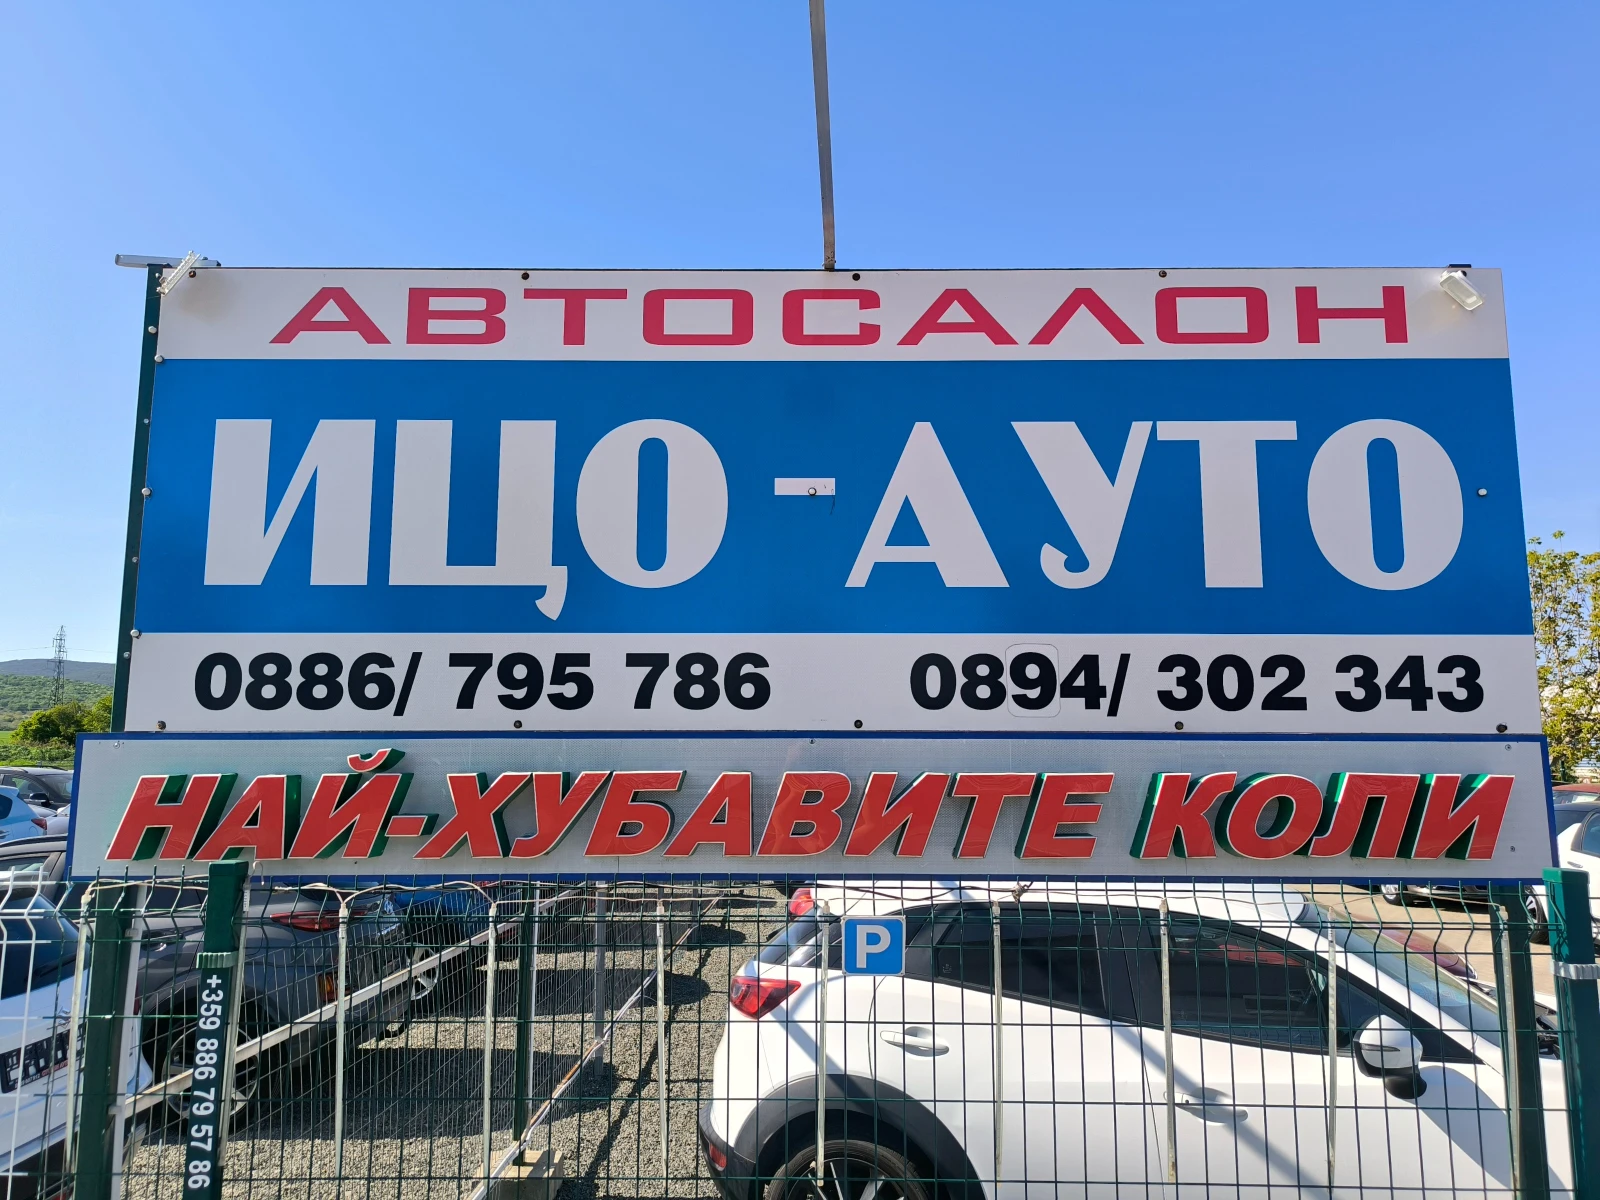 АВТОСАЛОН
ИЦО - АУТО
0886/ 795 786 0894/ 302 343
НАЙ-ХУБАВИТЕ КОЛИ
P
+359 886 79 57 86